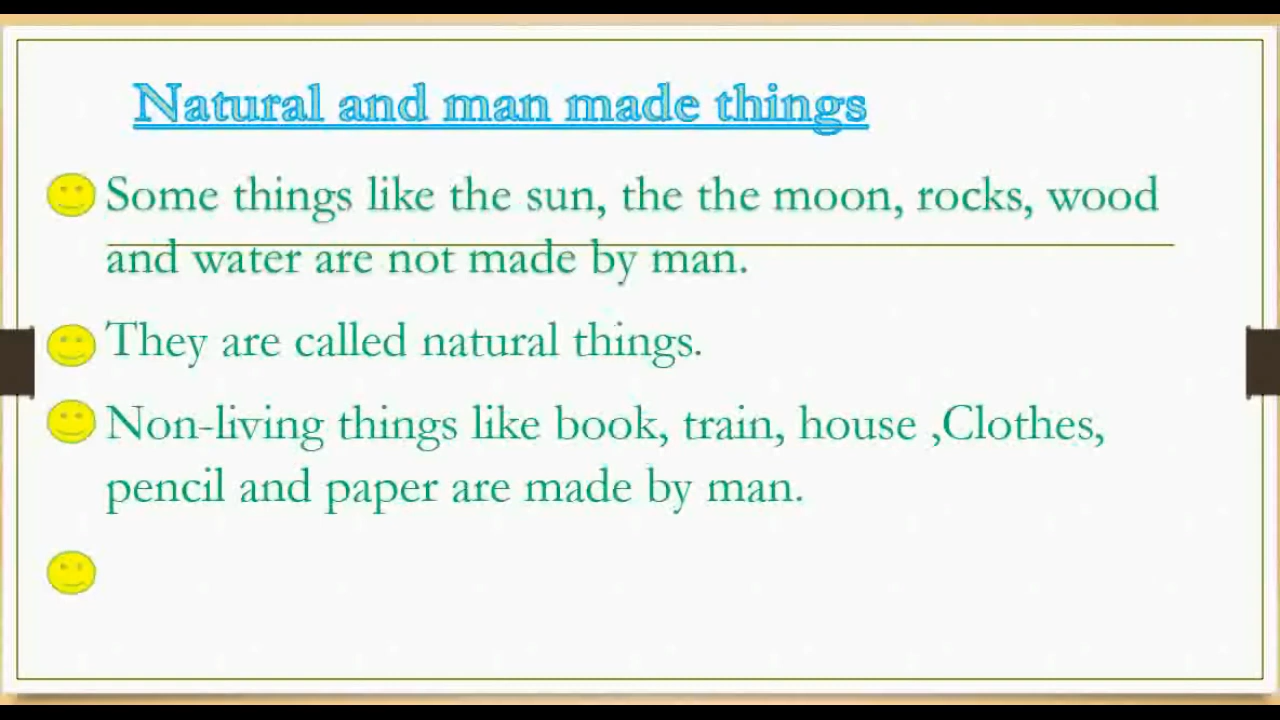 Natural and man made things
Some things like the sun, the the moon, rocks, wood
and water are not made by man.
They are called natural things.
Non-living things like book, train, house ,Clothes,
pencil and paper are made by man.